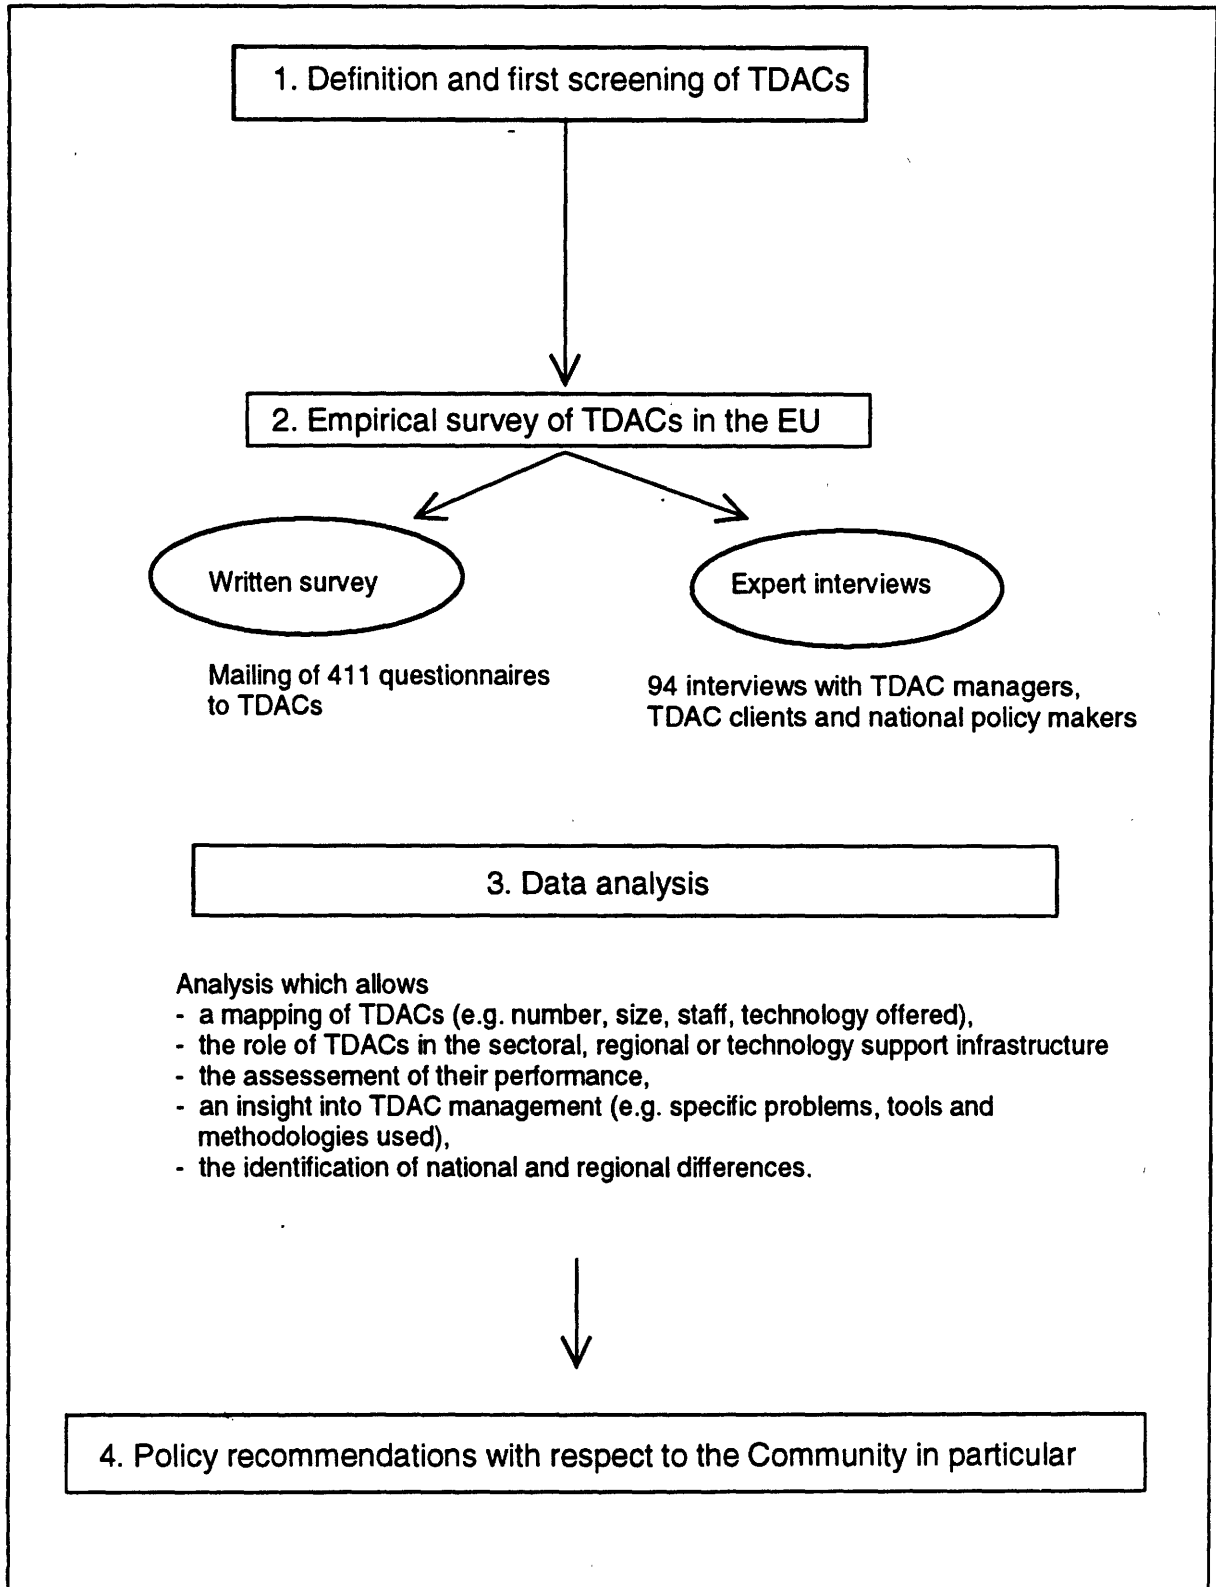 1. Definition and first screening of TDACs
2. Empirical survey of TDACs in the EU
Written survey
Expert interviews
Mailing of 411 questionnaires
to TDACs
94 interviews with TDAC managers,
TDAC clients and national policy makers
3. Data analysis
Analysis which allows
- a mapping of TDACs (e.g. number, size, staff, technology offered),
- the role of TDACs in the sectoral, regional or technology support infrastructure
- the assessement of their performance,
- an insight into TDAC management (e.g. specific problems, tools and
methodologies used),
- the identification of national and regional differences.
4. Policy recommendations with respect to the Community in particular